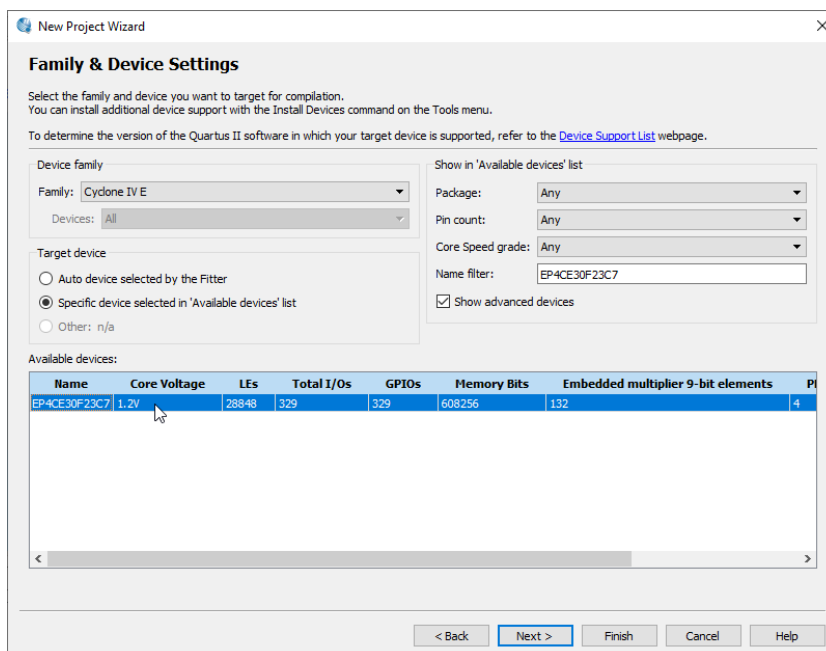 New Project Wizard
Family & Device Settings
Select the family and device you want to target for compilation.
You can install additional device support with the Install Devices command on the Tools menu.
To determine the version of the Quartus II software in which your target device is supported, refer to the Device Support List webpage.
Device family
Family: Cyclone IV E
Devices: All
Target device
Auto device selected by the Fitter
Specific device selected in 'Available devices' list
Other: n/a
Show in 'Available devices' list
Package: Any
Pin count: Any
Core Speed grade: Any
Name filter: EP4CE30F23C7
Show advanced devices
Available devices:
Name Core Voltage LEs Total I/Os GPIOs Memory Bits Embedded multiplier 9-bit elements
EP4CE30F23C7 1.2V 28848 329 329 608256 132 4
< Back Next > Finish Cancel Help